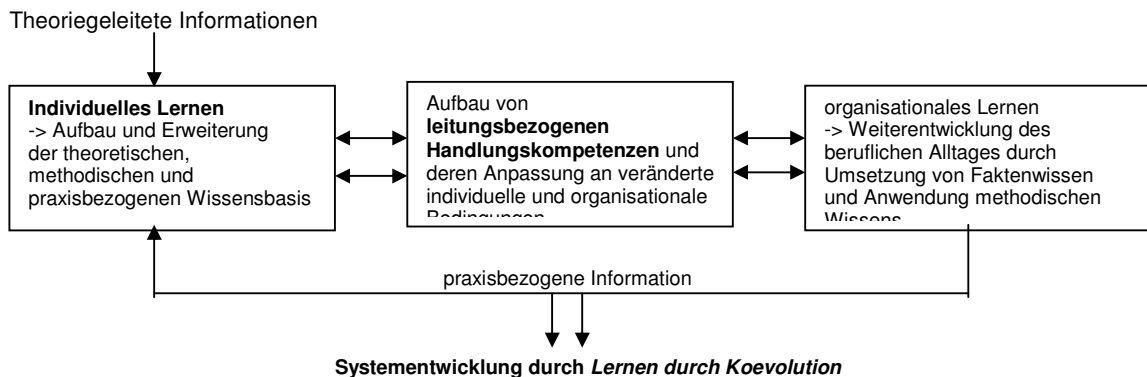 Theoriegeleitete Informationen
Individuelles Lernen
-> Aufbau und Erweiterung
der theoretischen,
methodischen und
praxisbezogenen Wissensbasis
Aufbau von
leitungsbezogenen
Handlungskompetenzen und
deren Anpassung an veränderte
individuelle und organisationale
Bedingungen
organisationales Lernen
-> Weiterentwicklung des
beruflichen Alltages durch
Umsetzung von Faktenwissen
und Anwendung methodischen
Wissens
praxisbezogene Information
Systementwicklung durch Lernen durch Koevolution